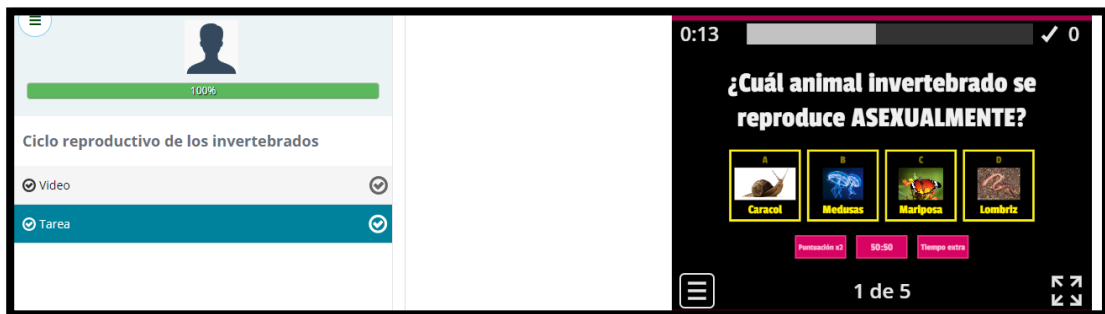 100%
Ciclo reproductivo de los invertebrados
Video
Tarea
0:13
0
¿Cuál animal invertebrado se
reproduce ASEXUALMENTE?
A
Caracol
B
Medusas
C
Mariposa
D
Lombriz
Puntuación x2
50:50
Tiempo extra
1 de 5